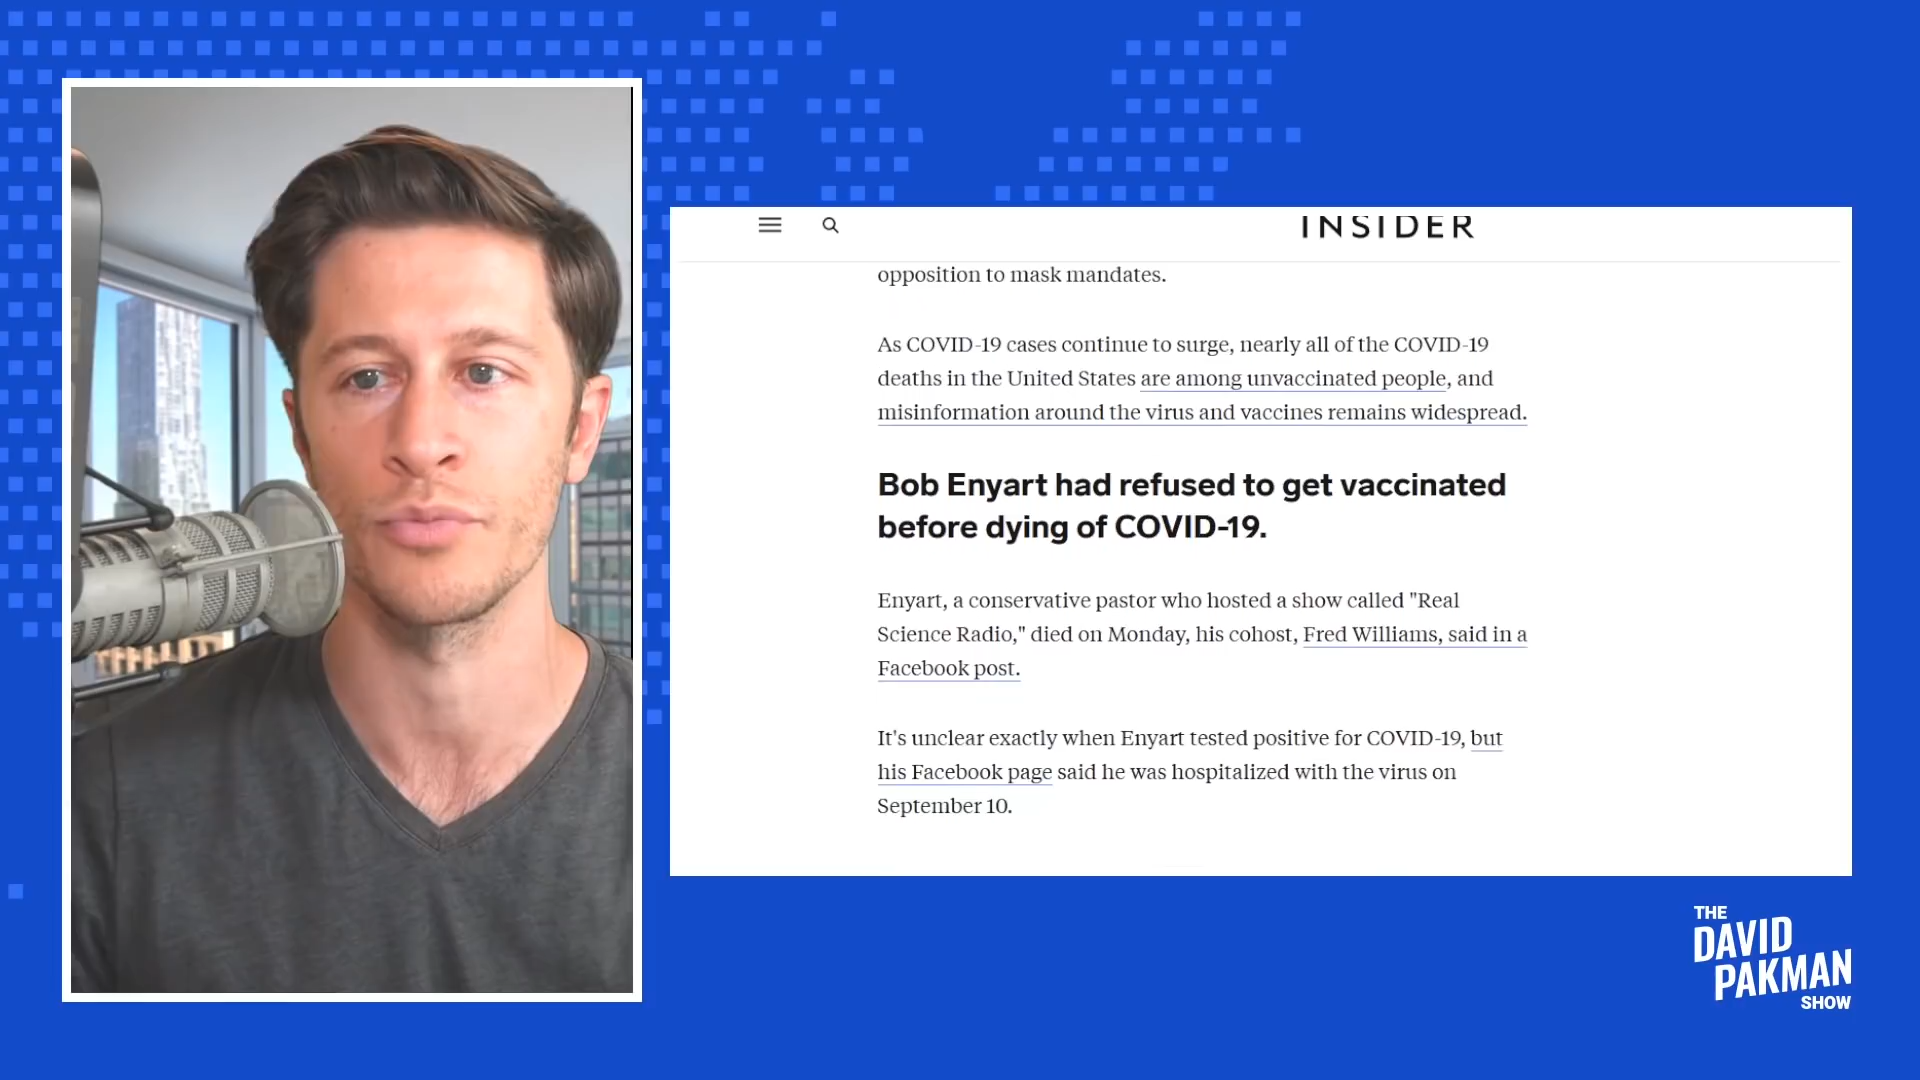 INSIDER
opposition to mask mandates.
As COVID-19 cases continue to surge, nearly all of the COVID-19
deaths in the United States are among unvaccinated people, and
misinformation around the virus and vaccines remains widespread.
Bob Enyart had refused to get vaccinated
before dying of COVID-19.
Enyart, a conservative pastor who hosted a show called "Real
Science Radio," died on Monday, his cohost, Fred Williams, said in a
Facebook post.
It's unclear exactly when Enyart tested positive for COVID-19, but
his Facebook page said he was hospitalized with the virus on
September 10.
THE
DAVID
PAKMAN
SHOW